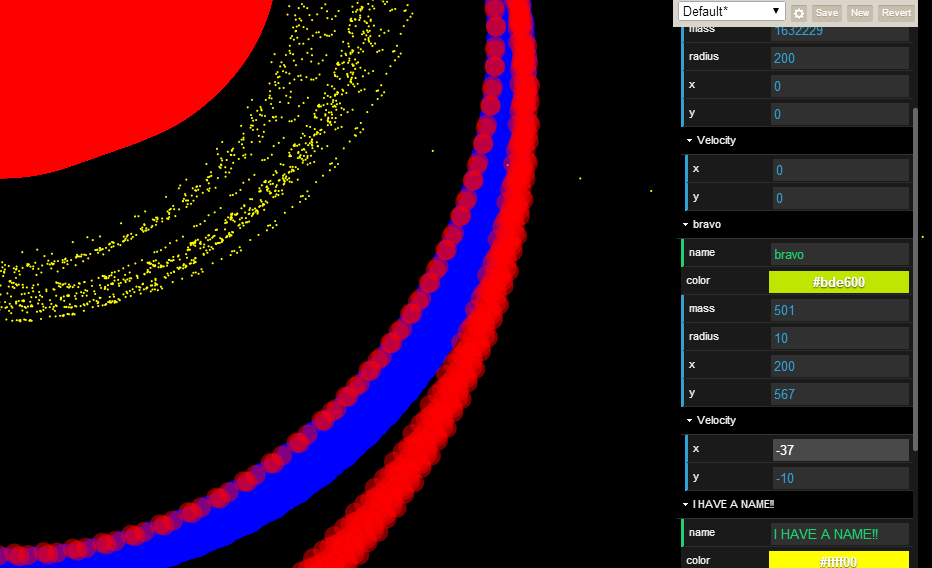 Default* Save New Revert
mass 1632229
radius 200
x 0
y 0
Velocity
x 0
y 0
bravo
name bravo
color #bde600
mass 501
radius 10
x 200
y 567
Velocity
x -37
y -10
I HAVE A NAME!!
name I HAVE A NAME!!
color #ffff00